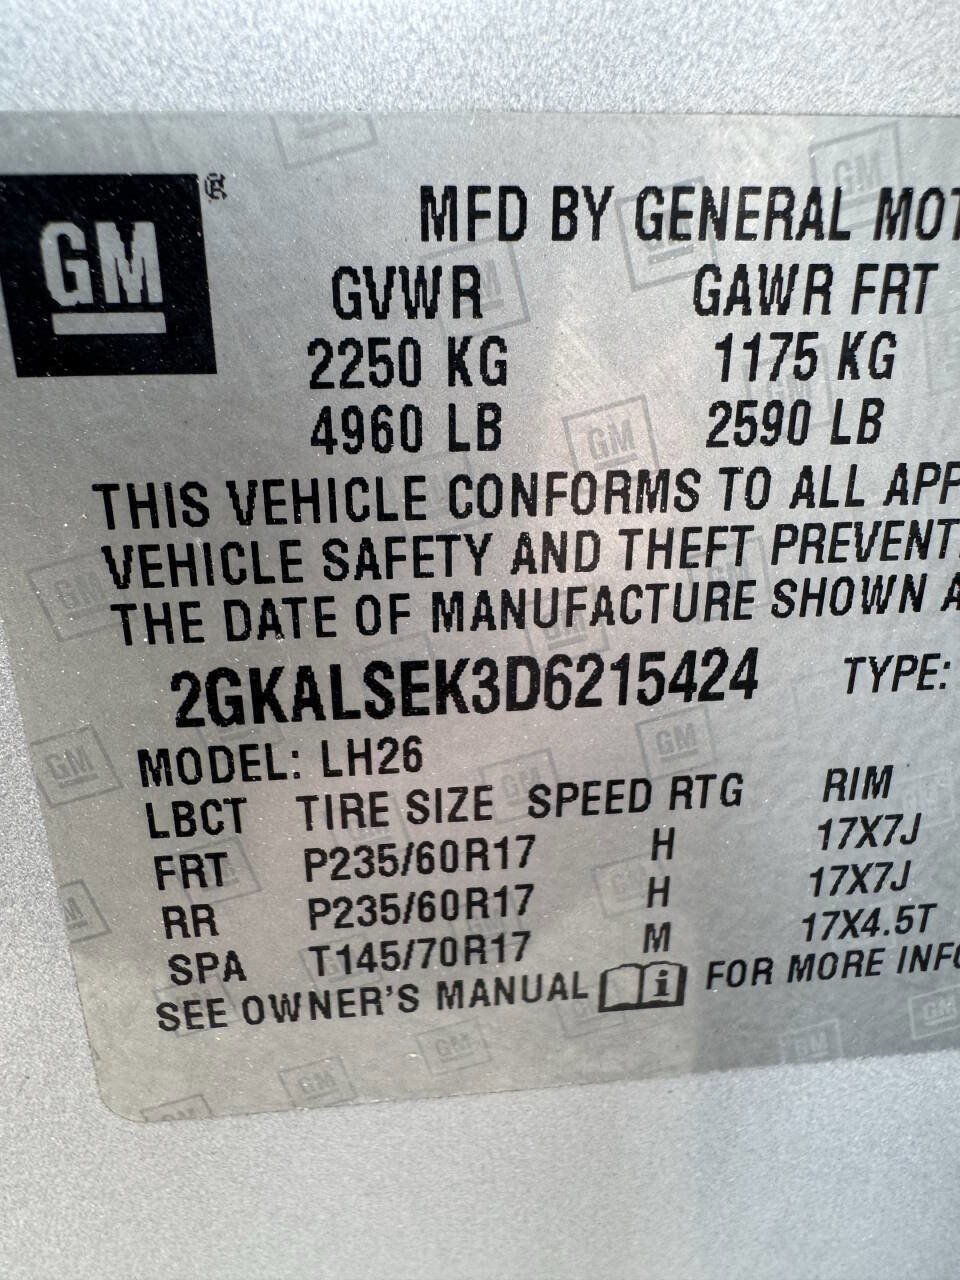 GM
MFD BY GENERAL MOT
GVWR GAWR FRT
2250 KG 1175 KG
4960 LB 2590 LB
THIS VEHICLE CONFORMS TO ALL APP
VEHICLE SAFETY AND THEFT PREVENT
THE DATE OF MANUFACTURE SHOWN A
2GKALSEK3D6215424 TYPE:
MODEL: LH26
LBCT TIRE SIZE SPEED RTG RIM
FRT P235/60R17 H 17X7J
RR P235/60R17 H 17X7J
SPA T145/70R17 M 17X4.5T
SEE OWNER'S MANUAL i FOR MORE INFO